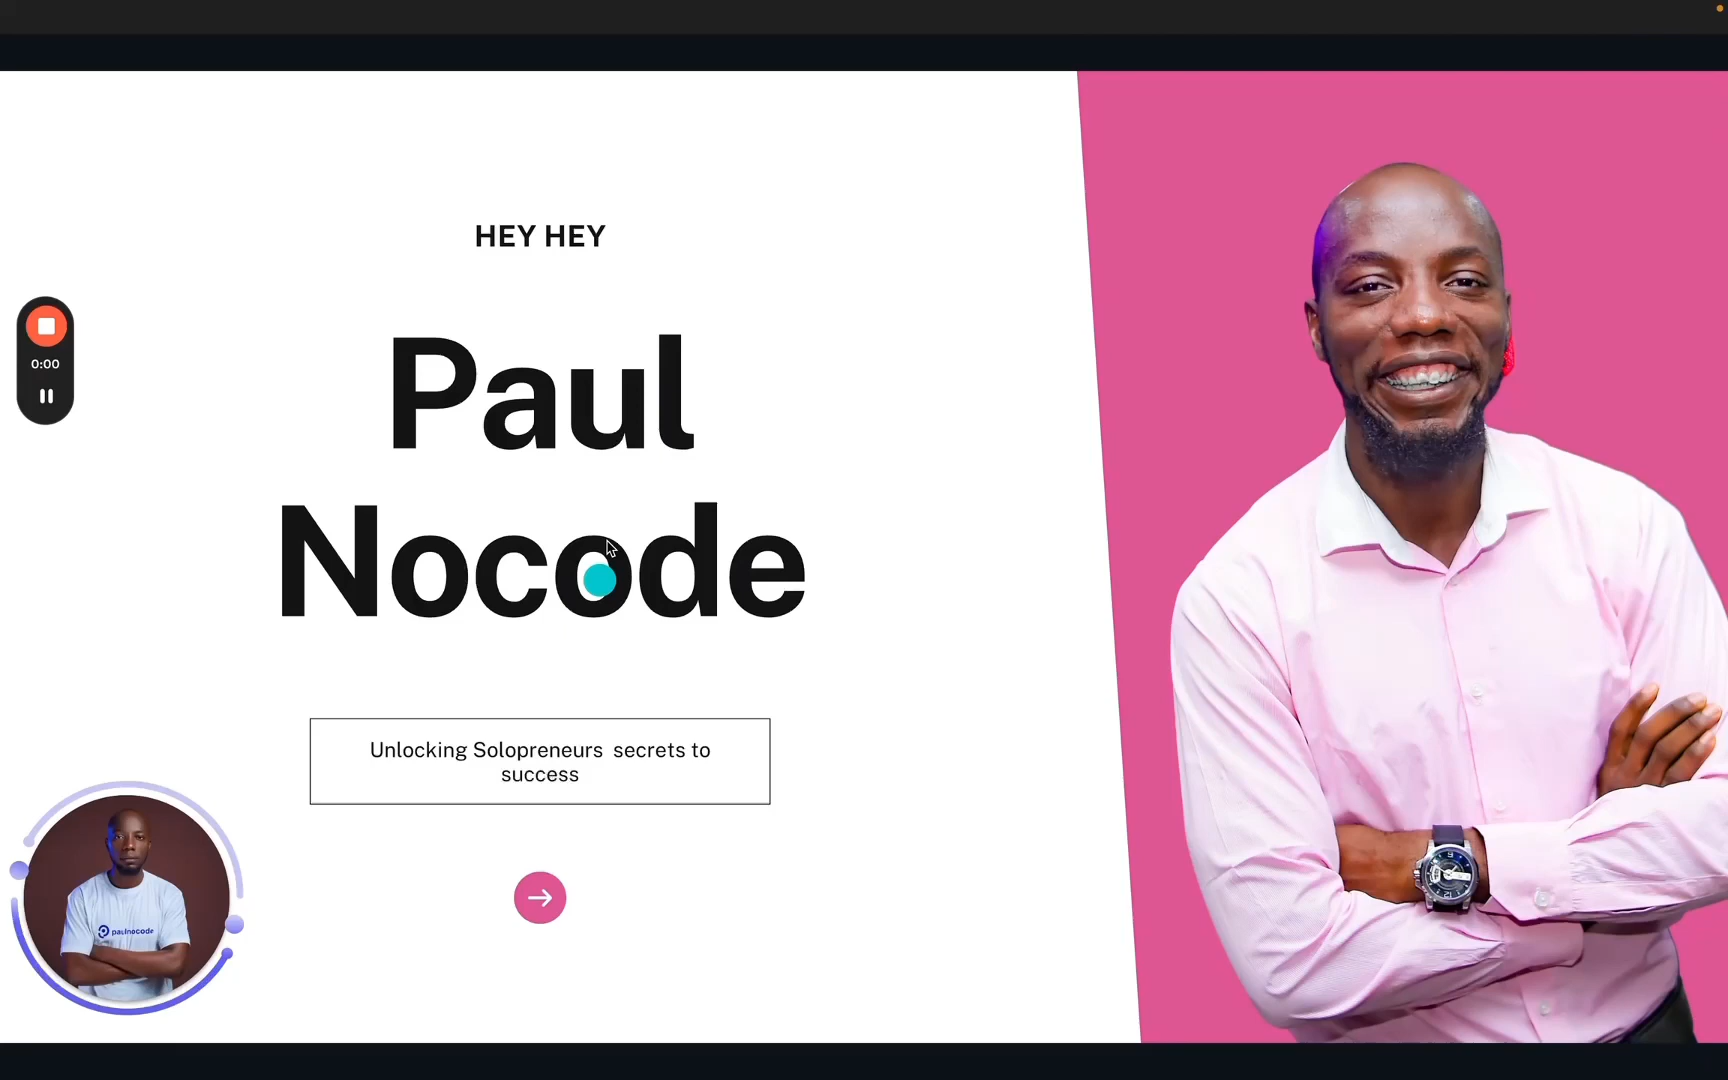 HEY HEY
Paul
Nocode
0:00
Unlocking Solopreneurs  secrets to
success
paulnocode